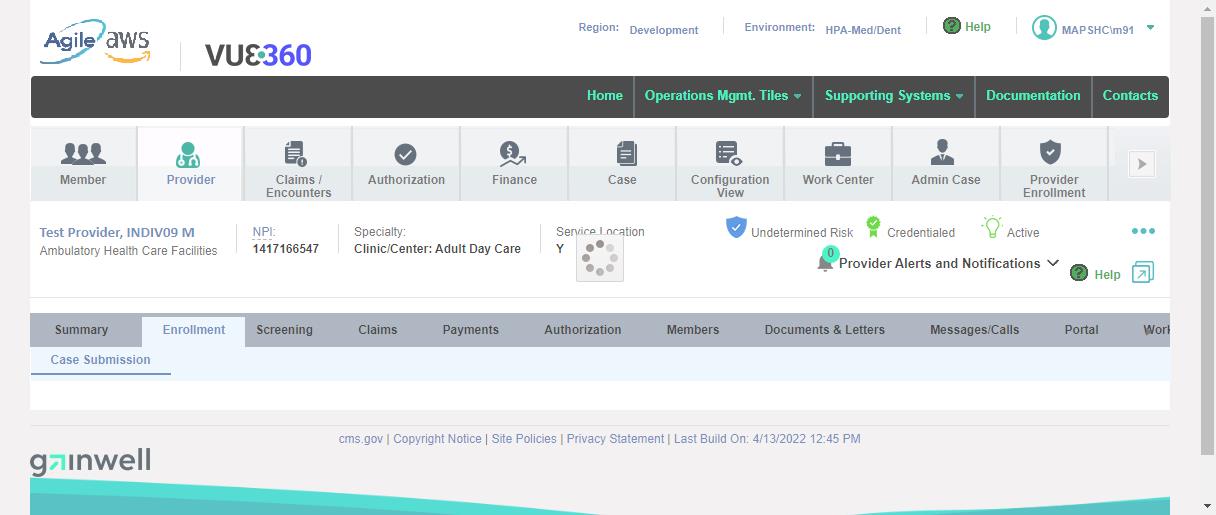 Agile aws
VUE360
Region: Development
Environment: HPA-Med/Dent
Help
MAPSHC\m91
Home
Operations Mgmt. Tiles
Supporting Systems
Documentation
Contacts
Member
Provider
Claims /
Encounters
Authorization
Finance
Case
Configuration
View
Work Center
Admin Case
Provider
Enrollment
Test Provider, INDIV09 M
Ambulatory Health Care Facilities
NPI:
1417166547
Specialty:
Clinic/Center: Adult Day Care
Service Location
Y
Undetermined Risk
Credentialed
Active
0
Provider Alerts and Notifications
Help
Summary
Enrollment
Screening
Claims
Payments
Authorization
Members
Documents & Letters
Messages/Calls
Portal
Work
Case Submission
cms.gov | Copyright Notice | Site Policies | Privacy Statement | Last Build On: 4/13/2022 12:45 PM
gainwell